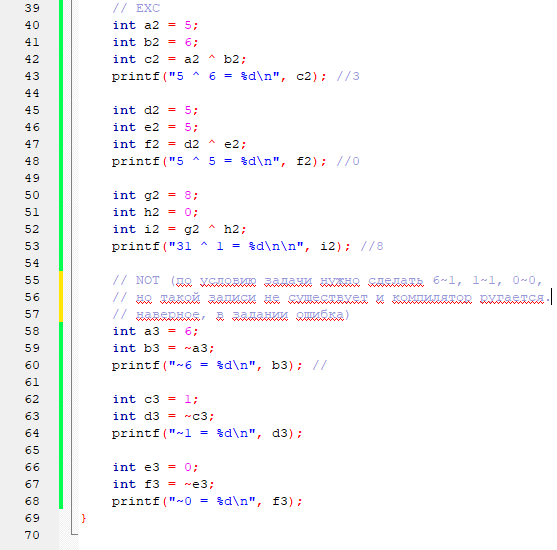 39 // EXC
40 int a2 = 5;
41 int b2 = 6;
42 int c2 = a2 ^ b2;
43 printf("5 ^ 6 = %d\n", c2); //3
44
45 int d2 = 5;
46 int e2 = 5;
47 int f2 = d2 ^ e2;
48 printf("5 ^ 5 = %d\n", f2); //0
49
50 int g2 = 8;
51 int h2 = 0;
52 int i2 = g2 ^ h2;
53 printf("31 ^ 1 = %d\n\n", i2); //8
54
55 // NOT (по условию задачи нужно сделать 6~1, 1~1, 0~0,
56 // но такой записи не существует и компилятор ругается.
57 // наверное, в задании ошибка)
58 int a3 = 6;
59 int b3 = ~a3;
60 printf("~6 = %d\n", b3); //
61
62 int c3 = 1;
63 int d3 = ~c3;
64 printf("~1 = %d\n", d3);
65
66 int e3 = 0;
67 int f3 = ~e3;
68 printf("~0 = %d\n", f3);
69 }
70